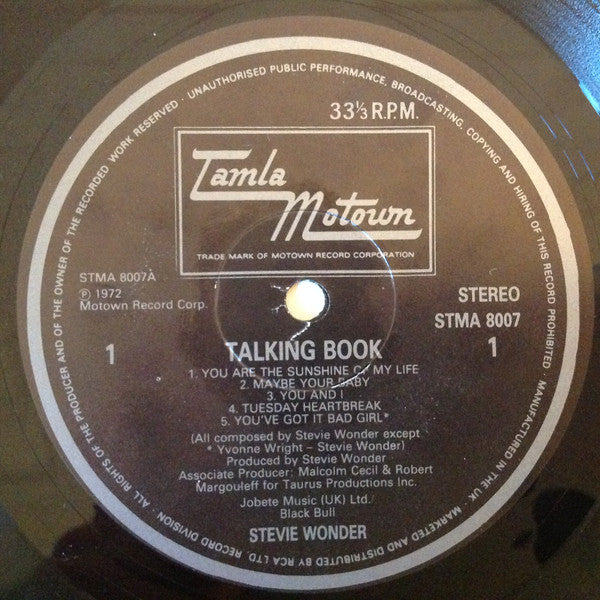 ALL RIGHTS OF THE PRODUCER AND OF THE OWNER OF THE RECORDED WORK RESERVED · UNAUTHORISED PUBLIC PERFORMANCE, BROADCASTING, COPYING AND HIRING OF THIS RECORD PROHIBITED · MANUFACTURED IN THE UK · MARKETED AND DISTRIBUTED BY RCA LTD. RECORD DIVISION ·
33⅓ R.P.M.
Tamla
Motown
TRADE MARK OF MOTOWN RECORD CORPORATION
STMA 8007A
℗ 1972
Motown Record Corp.
STEREO
STMA 8007
1
1
TALKING BOOK
1. YOU ARE THE SUNSHINE OF MY LIFE
2. MAYBE YOUR BABY
3. YOU AND I
4. TUESDAY HEARTBREAK
5. YOU'VE GOT IT BAD GIRL*
(All composed by Stevie Wonder except
* Yvonne Wright – Stevie Wonder)
Produced by Stevie Wonder
Associate Producer: Malcolm Cecil & Robert
Margouleff for Taurus Productions Inc.
Jobete Music (UK) Ltd./
Black Bull
STEVIE WONDER